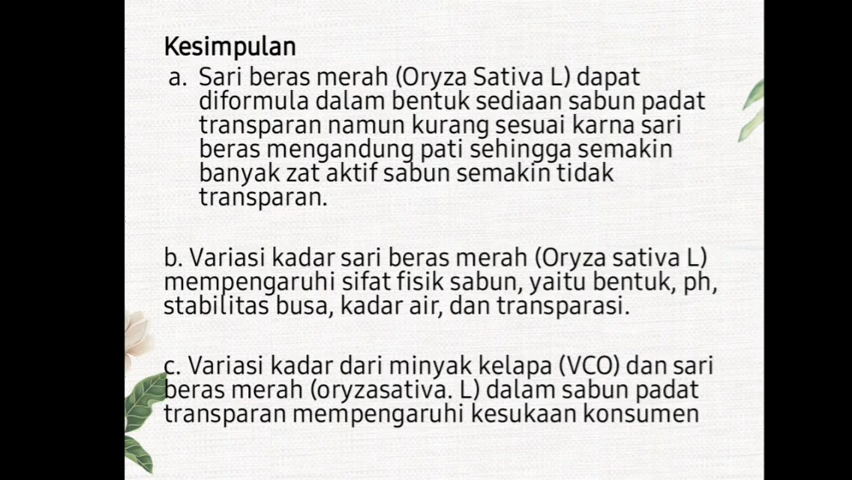 Kesimpulan
a. Sari beras merah (Oryza Sativa L) dapat
diformula dalam bentuk sediaan sabun padat
transparan namun kurang sesuai karna sari
beras mengandung pati sehingga semakin
banyak zat aktif sabun semakin tidak
transparan.
b. Variasi kadar sari beras merah (Oryza sativa L)
mempengaruhi sifat fisik sabun, yaitu bentuk, ph,
stabilitas busa, kadar air, dan transparasi.
c. Variasi kadar dari minyak kelapa (VCO) dan sari
beras merah (oryzasativa. L) dalam sabun padat
transparan mempengaruhi kesukaan konsumen